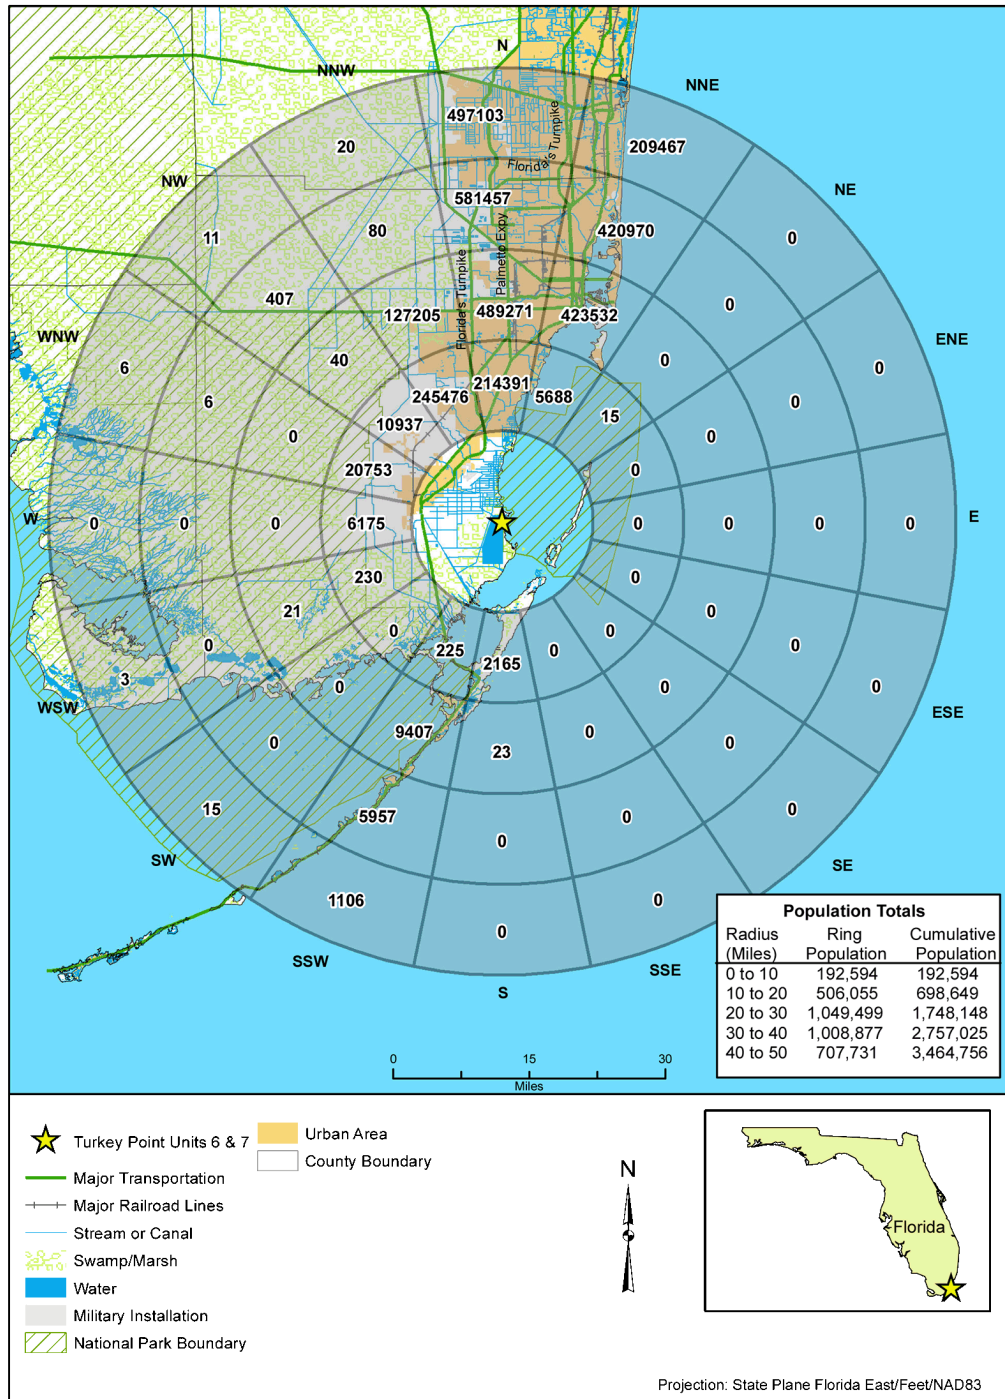 N
NNW
NNE
497103
20
Florida's Turnpike
209467
NW
NE
581457
11
80
Palmetto Expy
420970
0
Florida's Turnpike
407
127205
489271
423532
0
WNW
ENE
6
40
0
0
214391
5688
6
245476
15
0
10937
0
0
20753
0
W
0
0
0
6175
0
0
0
0
E
230
0
21
0
0
0
225
0
2165
0
0
3
0
0
0
WSW
ESE
9407
0
0
23
0
15
5957
0
0
0
SW
SE
1106
0
0
SSW
SSE
S
Population Totals
Radius (Miles) Ring Population Cumulative Population
0 to 10 192,594 192,594
10 to 20 506,055 698,649
20 to 30 1,049,499 1,748,148
30 to 40 1,008,877 2,757,025
40 to 50 707,731 3,464,756
0 15 30
Miles
Turkey Point Units 6 & 7
Major Transportation
Major Railroad Lines
Stream or Canal
Swamp/Marsh
Water
Military Installation
National Park Boundary
Urban Area
County Boundary
N
Florida
Projection: State Plane Florida East/Feet/NAD83